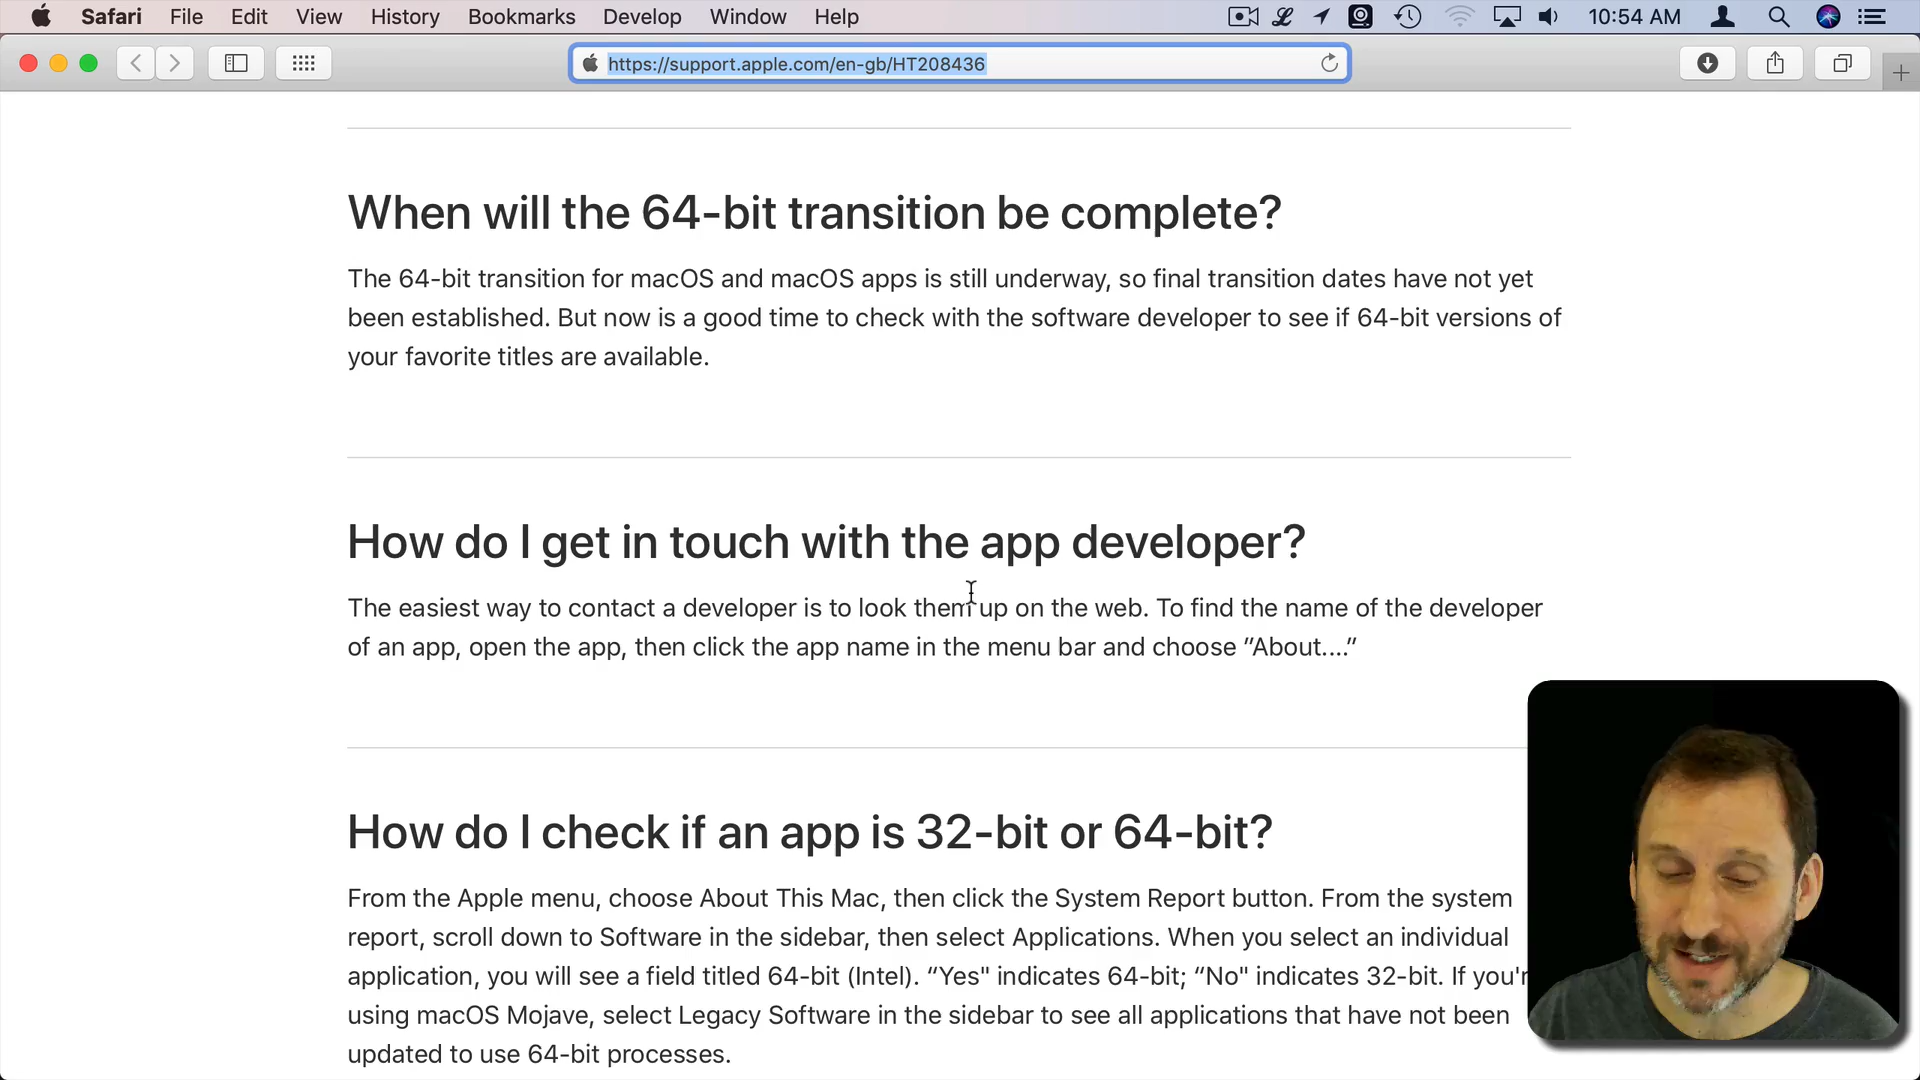 Safari File Edit View History Bookmarks Develop Window Help 10:54 AM
https://support.apple.com/en-gb/HT208436
When will the 64-bit transition be complete?
The 64-bit transition for macOS and macOS apps is still underway, so final transition dates have not yet
been established. But now is a good time to check with the software developer to see if 64-bit versions of
your favorite titles are available.
How do I get in touch with the app developer?
The easiest way to contact a developer is to look them up on the web. To find the name of the developer
of an app, open the app, then click the app name in the menu bar and choose ”About....”
How do I check if an app is 32-bit or 64-bit?
From the Apple menu, choose About This Mac, then click the System Report button. From the system
report, scroll down to Software in the sidebar, then select Applications. When you select an individual
application, you will see a field titled 64-bit (Intel). “Yes" indicates 64-bit; “No" indicates 32-bit. If you'r
using macOS Mojave, select Legacy Software in the sidebar to see all applications that have not been
updated to use 64-bit processes.